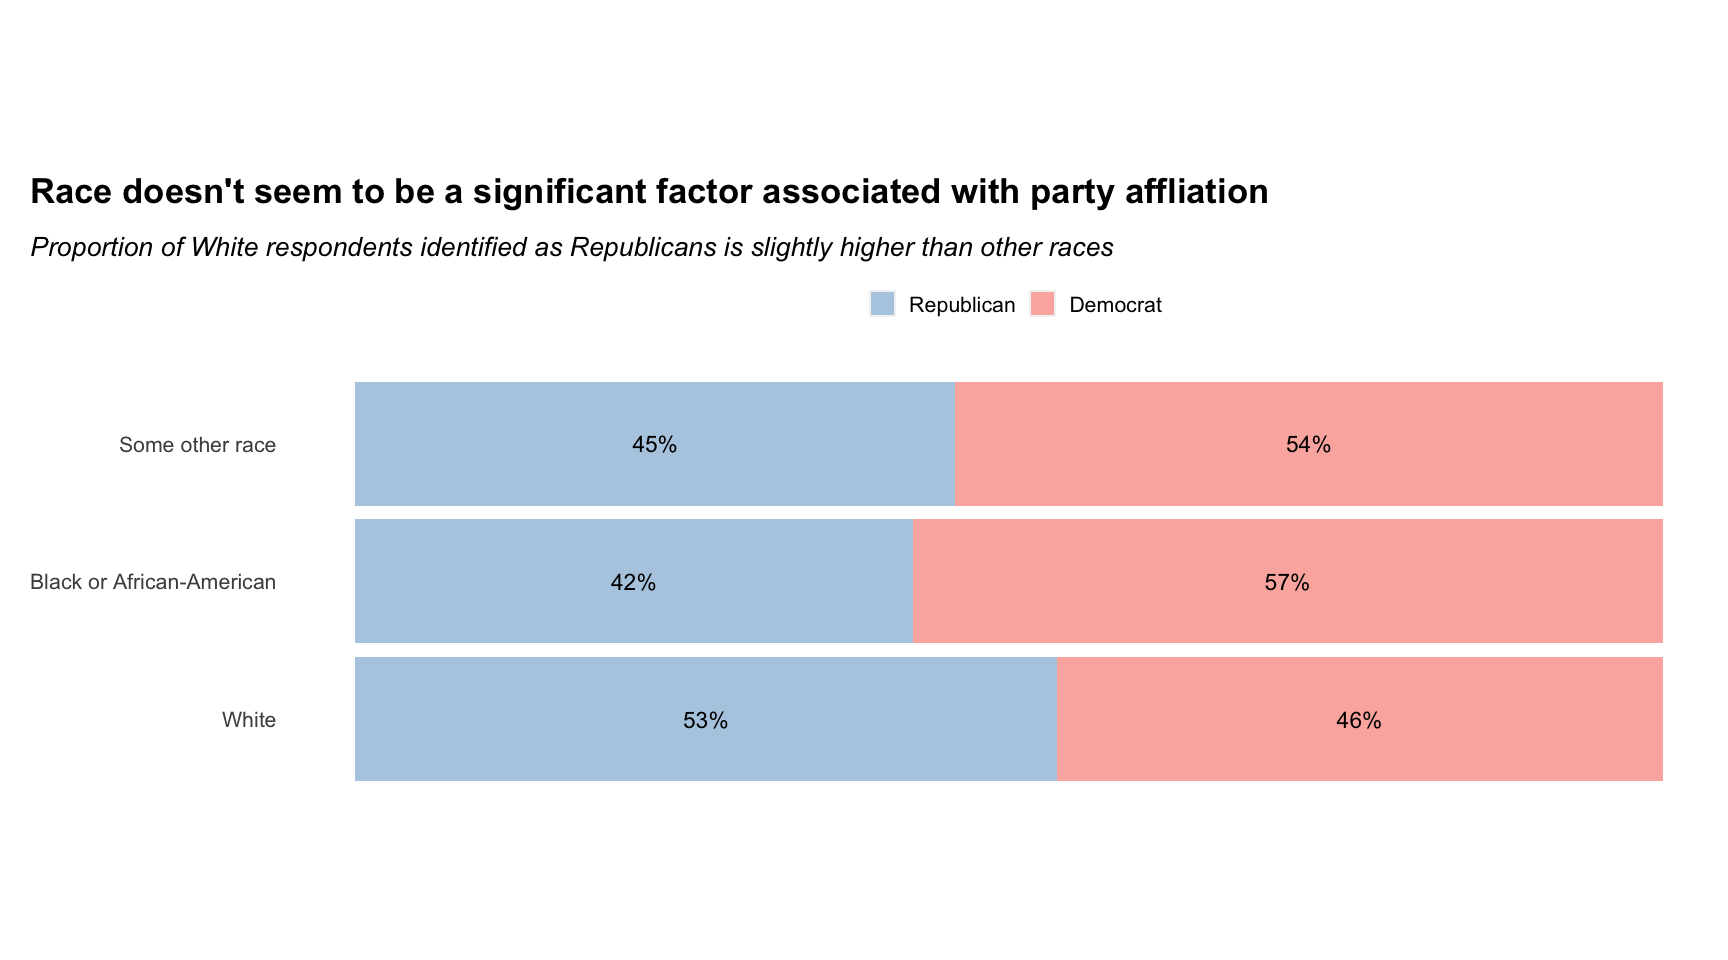 Race doesn't seem to be a significant factor associated with party affliation
Proportion of White respondents identified as Republicans is slightly higher than other races
Republican Democrat
Some other race 45% 54%
Black or African-American 42% 57%
White 53% 46%